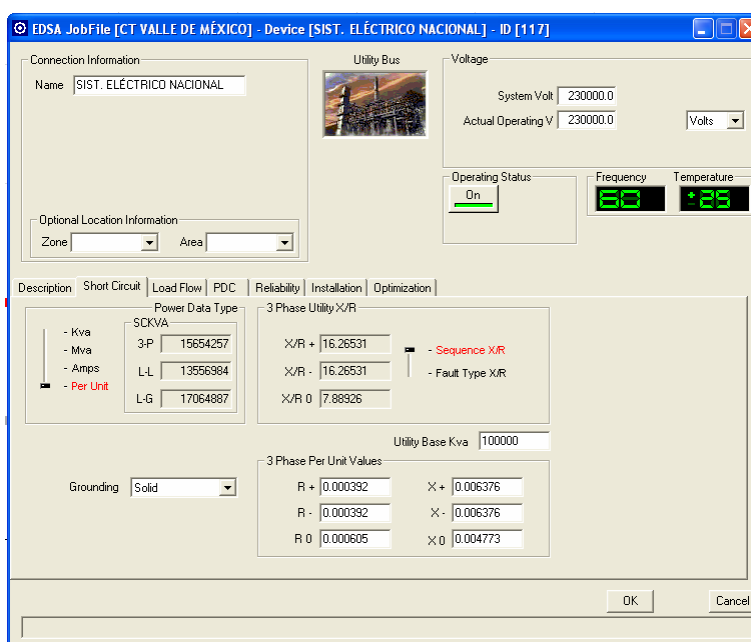 EDSA JobFile [CT VALLE DE MÉXICO] - Device [SIST. ELÉCTRICO NACIONAL] - ID [117]
Connection Information
Name SIST. ELÉCTRICO NACIONAL
Utility Bus
Voltage
System Volt 230000.0
Actual Operating V 230000.0 Volts
Operating Status
On
Frequency
60
Temperature
±25
Optional Location Information
Zone Area
Description Short Circuit Load Flow PDC Reliability Installation Optimization
Power Data Type
- Kva
- Mva
- Amps
- Per Unit
SCKVA
3-P 15654257
L-L 13556984
L-G 17064887
3 Phase Utility X/R
X/R + 16.26531
X/R - 16.26531
X/R 0 7.88926
- Sequence X/R
- Fault Type X/R
Utility Base Kva 100000
Grounding Solid
3 Phase Per Unit Values
R + 0.000392 X + 0.006376
R - 0.000392 X - 0.006376
R 0 0.000605 X 0 0.004773
OK Cancel